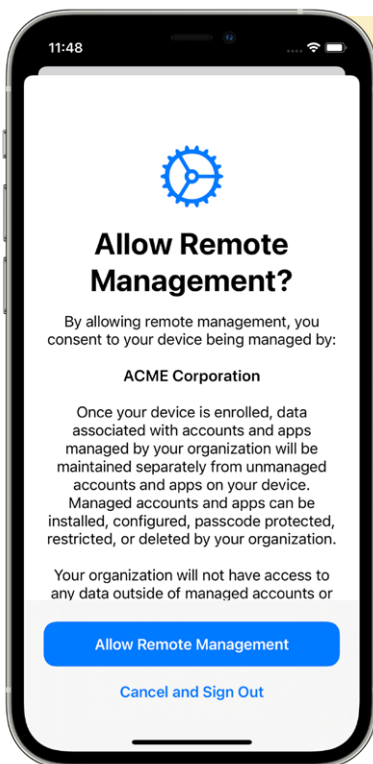 11:48
Allow Remote
Management?
By allowing remote management, you
consent to your device being managed by:
ACME Corporation
Once your device is enrolled, data
associated with accounts and apps
managed by your organization will be
maintained separately from unmanaged
accounts and apps on your device.
Managed accounts and apps can be
installed, configured, passcode protected,
restricted, or deleted by your organization.
Your organization will not have access to
any data outside of managed accounts or
Allow Remote Management
Cancel and Sign Out